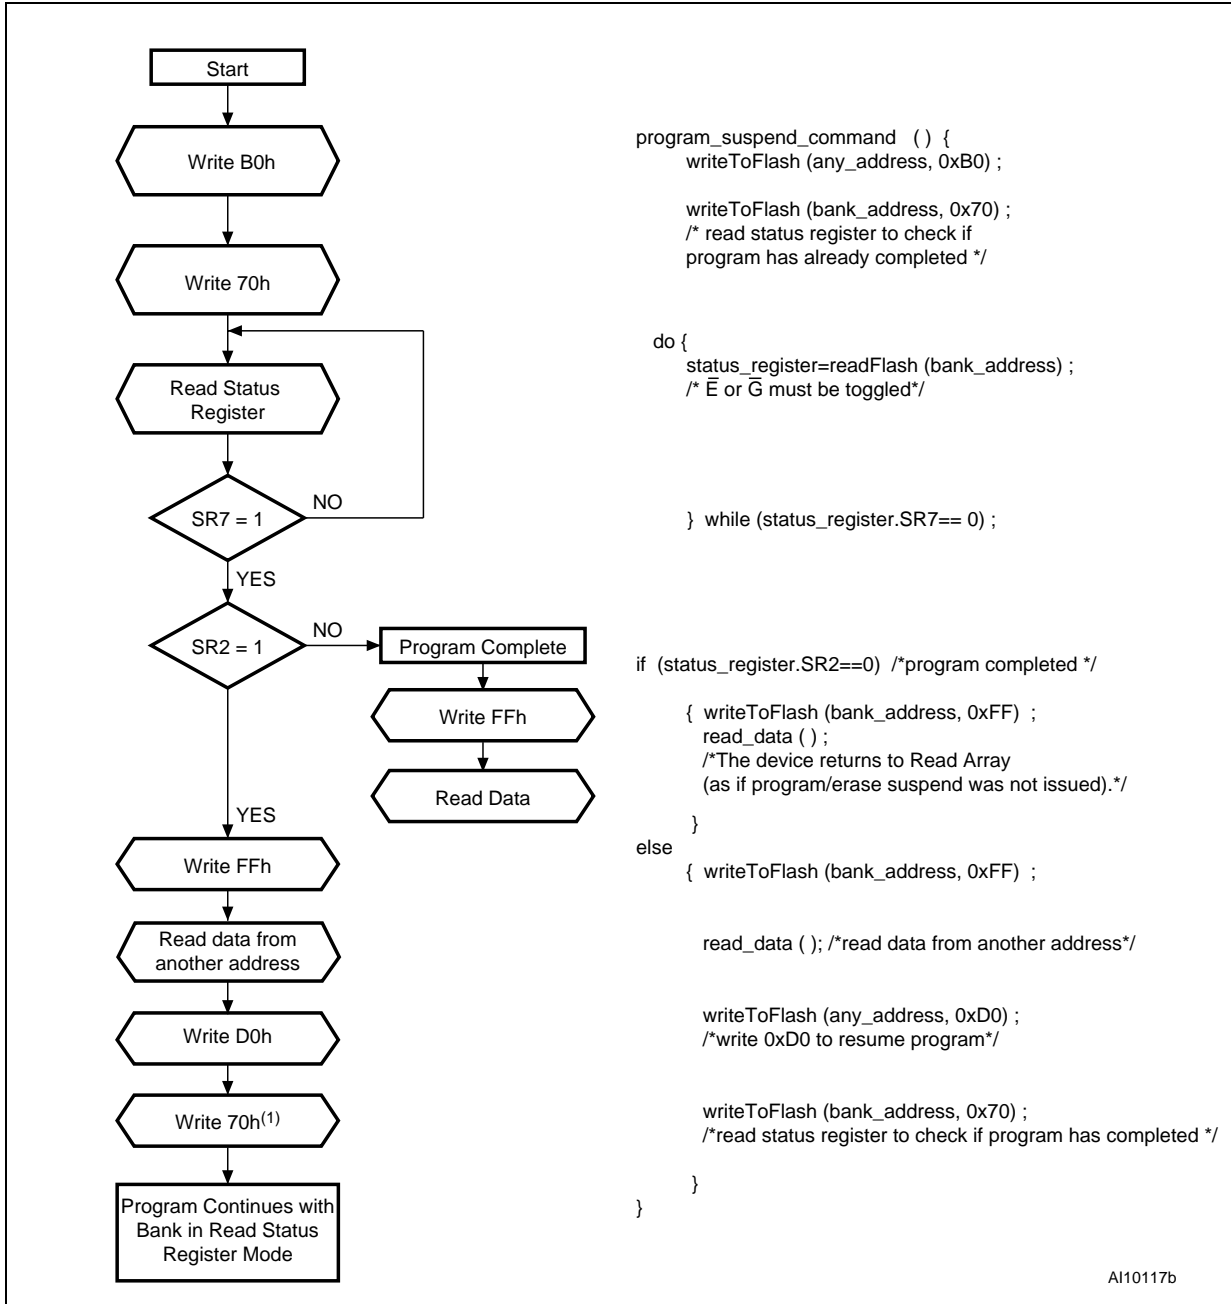 Start
Write B0h
Write 70h
Read Status
Register
SR7 = 1
NO
YES
SR2 = 1
NO
Program Complete
Write FFh
Read Data
YES
Write FFh
Read data from
another address
Write D0h
Write 70h(1)
Program Continues with
Bank in Read Status
Register Mode
program_suspend_command ( ) {
writeToFlash (any_address, 0xB0) ;
writeToFlash (bank_address, 0x70) ;
/* read status register to check if
program has already completed */
do {
status_register=readFlash (bank_address) ;
/* E̅ or G̅ must be toggled*/
} while (status_register.SR7== 0) ;
if (status_register.SR2==0) /*program completed */
{ writeToFlash (bank_address, 0xFF) ;
read_data ( ) ;
/*The device returns to Read Array
(as if program/erase suspend was not issued).*/
}
else
{ writeToFlash (bank_address, 0xFF) ;
read_data ( ); /*read data from another address*/
writeToFlash (any_address, 0xD0) ;
/*write 0xD0 to resume program*/
writeToFlash (bank_address, 0x70) ;
/*read status register to check if program has completed */
}
}
AI10117b